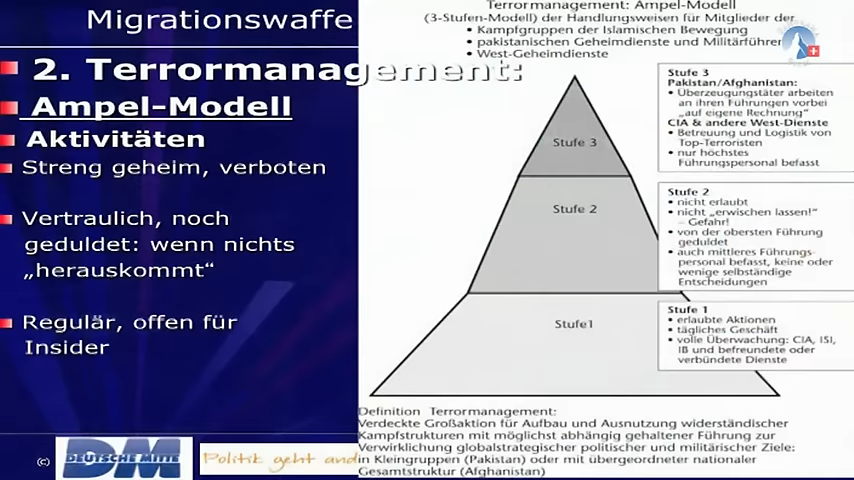 Migrationswaffe
2. Terrormanagement:
Ampel-Modell
Aktivitäten
Streng geheim, verboten
Vertraulich, noch
geduldet: wenn nichts
„herauskommt“
Regulär, offen für
Insider
(c)
DM
DEUTSCHE MITTE
Politik geht
Terrormanagement: Ampel-Modell
(3-Stufen-Modell) der Handlungsweisen für Mitglieder der
• Kampfgruppen der Islamischen Bewegung
• pakistanischen Geheimdienste und Militärführer
• West-Geheimdienste
Stufe 3
Stufe 2
Stufe1
Stufe 3
Pakistan/Afghanistan:
• Überzeugungstäter arbeiten
an ihren Führungen vorbei
„auf eigene Rechnung“
CIA & andere West-Dienste
• Betreuung und Logistik von
Top-Terroristen
• nur höchstes
Führungspersonal befasst
Stufe 2
• nicht erlaubt
• nicht „erwischen lassen!“
– Gefahr!
• von der obersten Führung
geduldet
• auch mittleres Führungs-
personal befasst, keine oder
wenige selbständige
Entscheidungen
Stufe 1
• erlaubte Aktionen
• tägliches Geschäft
• volle Überwachung: CIA, ISI,
IB und befreundete oder
verbündete Dienste
Definition Terrormanagement:
Verdeckte Großaktion für Aufbau und Ausnutzung widerständischer
Kampfstrukturen mit möglichst abhängig gehaltener Führung zur
Verwirklichung globalstrategischer politischer und militärischer Ziele:
in Kleingruppen (Pakistan) oder mit übergeordneter nationaler
Gesamtstruktur (Afghanistan)